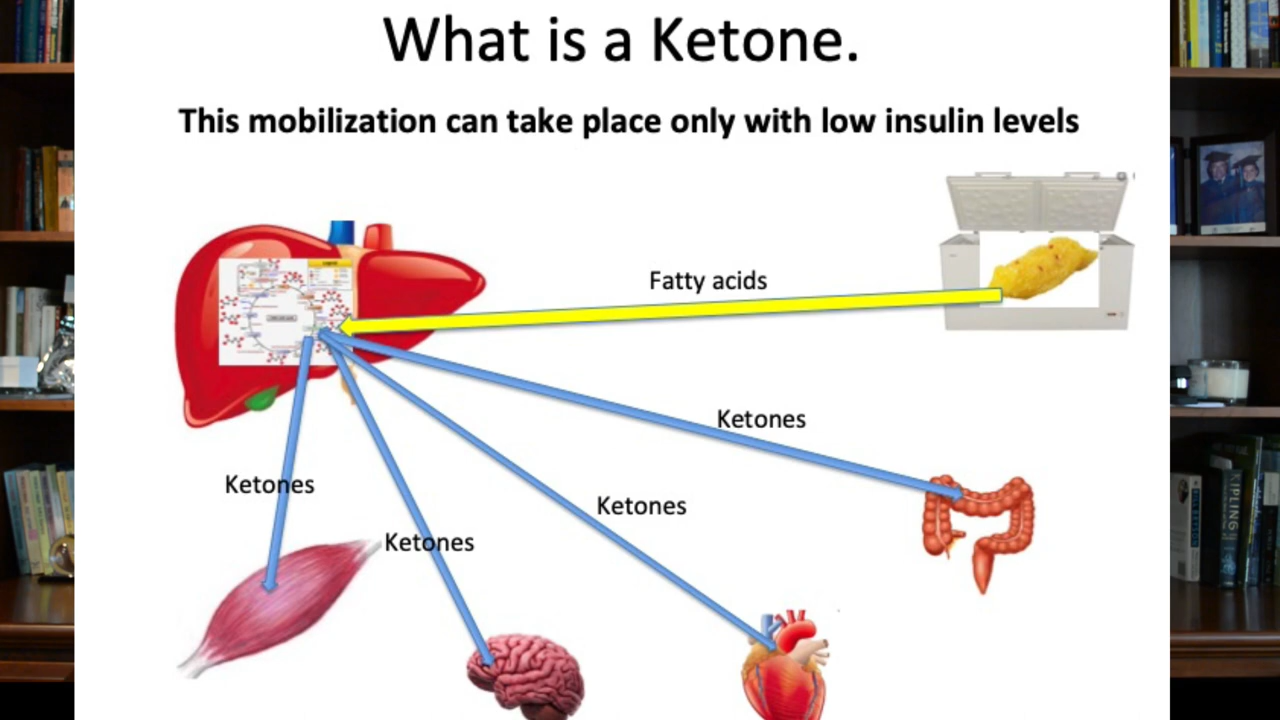 What is a Ketone.
This mobilization can take place only with low insulin levels
Fatty acids
Ketones
Ketones
Ketones
Ketones
KIPLING